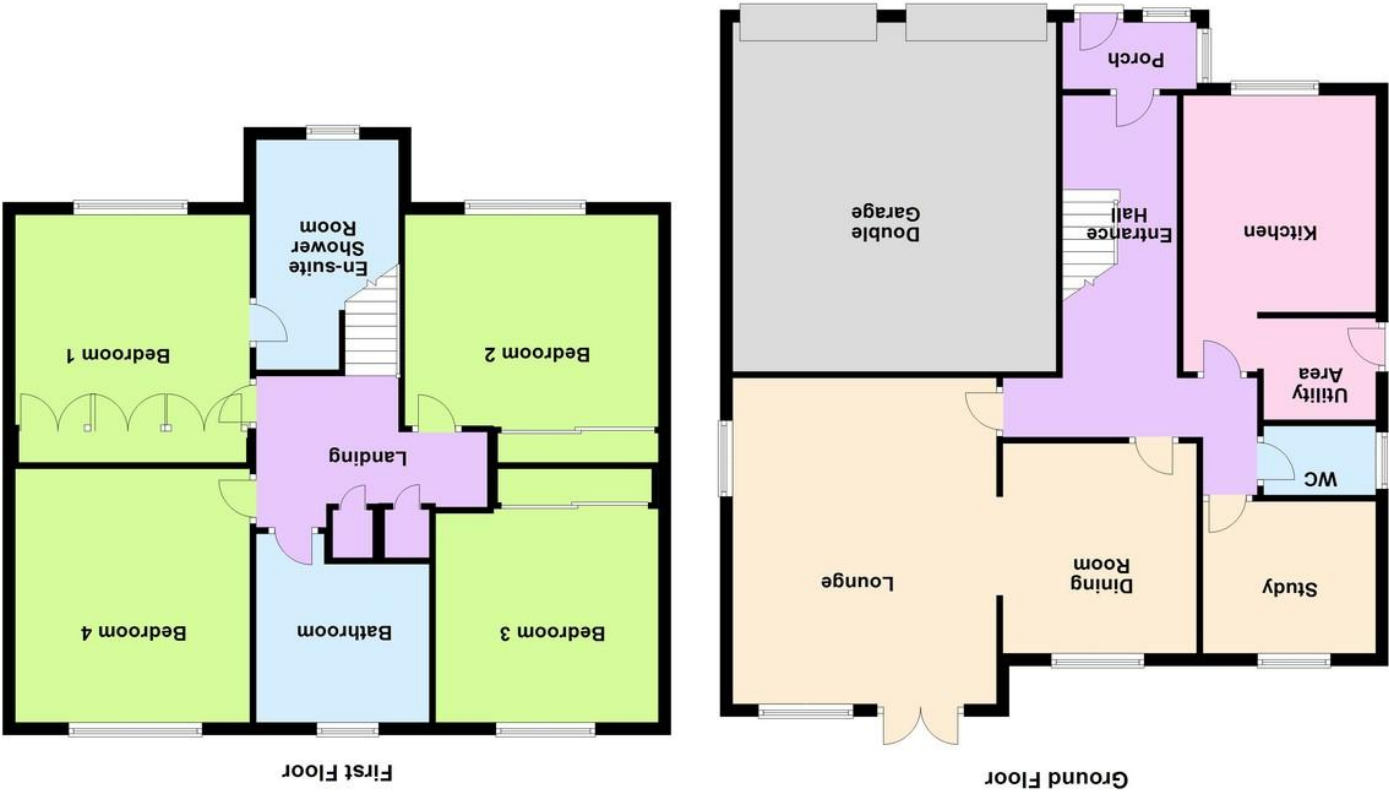 Ground Floor
Study
Dining
Room
Lounge
WC
Utility
Area
Kitchen
Entrance
Hall
Double
Garage
Porch
First Floor
Bedroom 3
Bathroom
Bedroom 4
Landing
Bedroom 2
Bedroom 1
En-suite
Shower
Room